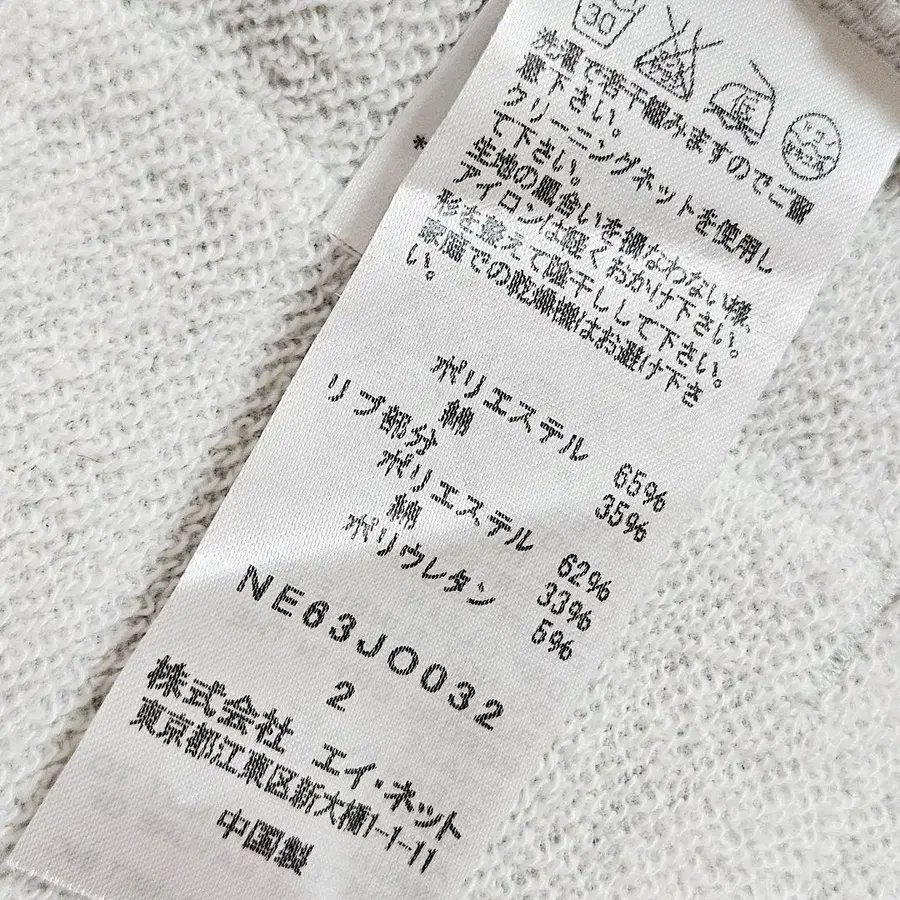 30
洗濯で若干縮みますのでご留
意下さい。
クリーニングネットを使用し
て下さい。
生地の風合いを損なわない様、
アイロンは軽くおかけ下さい。
形を整えて陰干しして下さい。
家庭での乾燥機はお避け下さ
い。
ポリエステル 65%
綿 35%
リブ部分
ポリエステル 62%
綿 33%
ポリウレタン 5%
NE63JO032
2
株式会社 エイ・ネット
東京都江東区新大橋1-1-11
中国製
*